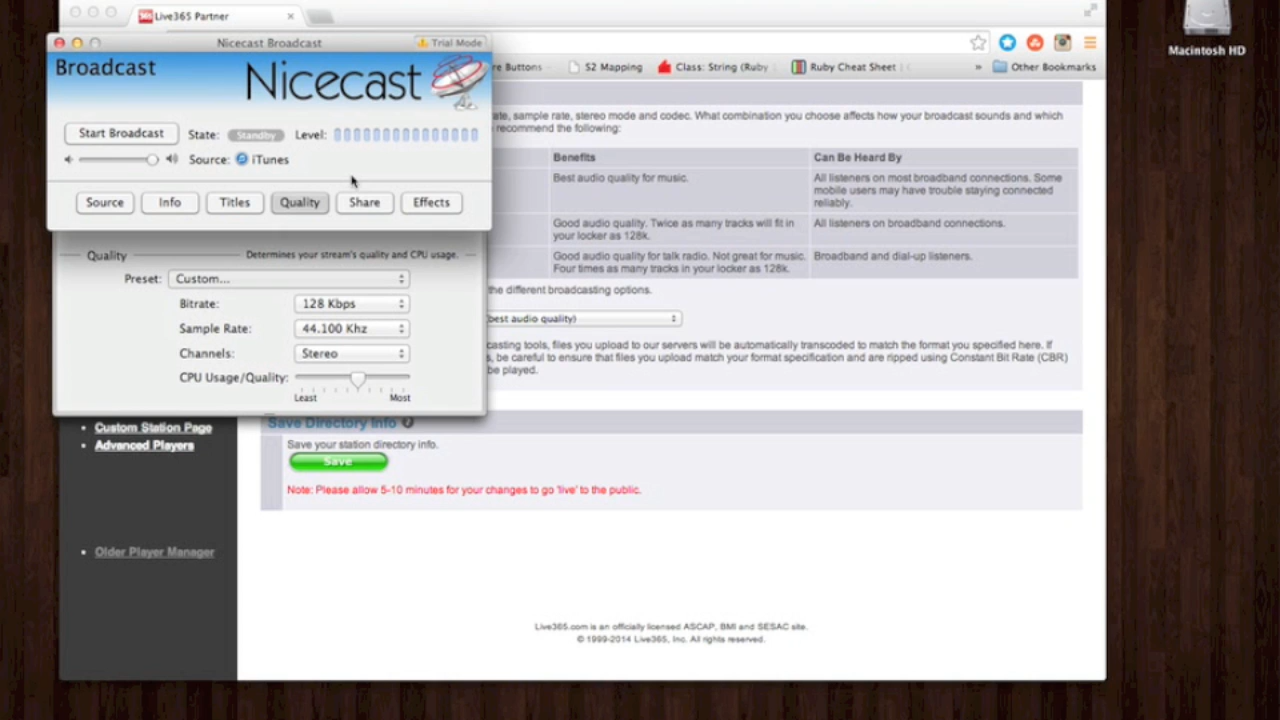 Live365 Partner
Macintosh HD
Nicecast Broadcast
Trial Mode
Broadcast
Nicecast
re Buttons
S2 Mapping
Class: String (Ruby
Ruby Cheat Sheet |
»
Other Bookmarks
Start Broadcast
State:
Standby
Level:
Source:
iTunes
Source
Info
Titles
Quality
Share
Effects
Quality
Determines your stream's quality and CPU usage.
Preset:
Custom...
Bitrate:
128 Kbps
Sample Rate:
44.100 Khz
Channels:
Stereo
CPU Usage/Quality:
Least
Most
ate, sample rate, stereo mode and codec. What combination you choose affects how your broadcast sounds and which
recommend the following:
Benefits
Can Be Heard By
Best audio quality for music.
All listeners on most broadband connections. Some
mobile users may have trouble staying connected
reliably.
Good audio quality. Twice as many tracks will fit in
your locker as 128k.
All listeners on broadband connections.
Good audio quality for talk radio. Not great for music.
Four times as many tracks in your locker as 128k.
Broadband and dial-up listeners.
the different broadcasting options.
(best audio quality)
casting tools, files you upload to our servers will be automatically transcoded to match the format you specified here. If
s, be careful to ensure that files you upload match your format specification and are ripped using Constant Bit Rate (CBR)
be played.
Custom Station Page
Advanced Players
Older Player Manager
Save Directory Info
Save your station directory info.
Save
Note: Please allow 5-10 minutes for your changes to go 'live' to the public.
Live365.com is an officially licensed ASCAP, BMI and SESAC site.
© 1999-2014 Live365, Inc. All rights reserved.